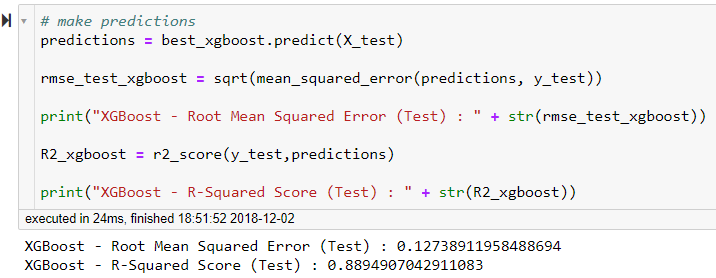 # make predictions
predictions = best_xgboost.predict(X_test)
rmse_test_xgboost = sqrt(mean_squared_error(predictions, y_test))
print("XGBoost - Root Mean Squared Error (Test) : " + str(rmse_test_xgboost))
R2_xgboost = r2_score(y_test,predictions)
print("XGBoost - R-Squared Score (Test) : " + str(R2_xgboost))
executed in 24ms, finished 18:51:52 2018-12-02
XGBoost - Root Mean Squared Error (Test) : 0.12738911958488694
XGBoost - R-Squared Score (Test) : 0.8894907042911083